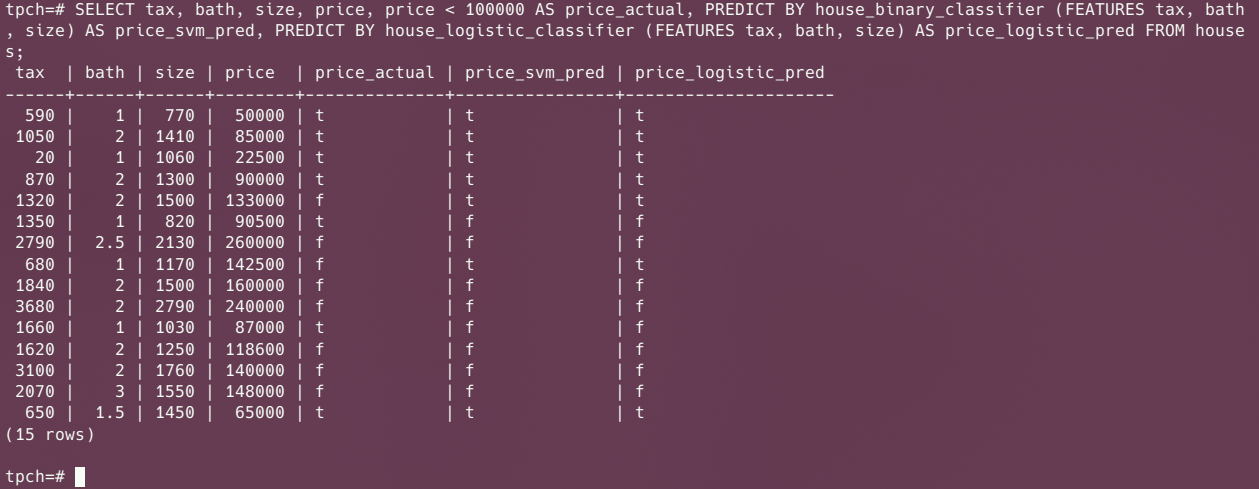 tpch=# SELECT tax, bath, size, price, price < 100000 AS price_actual, PREDICT BY house_binary_classifier (FEATURES tax, bath
, size) AS price_svm_pred, PREDICT BY house_logistic_classifier (FEATURES tax, bath, size) AS price_logistic_pred FROM house
s;
 tax  | bath | size | price  | price_actual | price_svm_pred | price_logistic_pred
------+------+------+--------+--------------+----------------+---------------------
  590 |    1 |  770 |  50000 | t            | t              | t
 1050 |    2 | 1410 |  85000 | t            | t              | t
   20 |    1 | 1060 |  22500 | t            | t              | t
  870 |    2 | 1300 |  90000 | t            | t              | t
 1320 |    2 | 1500 | 133000 | f            | t              | t
 1350 |    1 |  820 |  90500 | t            | f              | f
 2790 |  2.5 | 2130 | 260000 | f            | f              | f
  680 |    1 | 1170 | 142500 | f            | t              | t
 1840 |    2 | 1500 | 160000 | f            | f              | f
 3680 |    2 | 2790 | 240000 | f            | f              | f
 1660 |    1 | 1030 |  87000 | t            | f              | f
 1620 |    2 | 1250 | 118600 | f            | f              | f
 3100 |    2 | 1760 | 140000 | f            | f              | f
 2070 |    3 | 1550 | 148000 | f            | f              | f
  650 |  1.5 | 1450 |  65000 | t            | t              | t
(15 rows)
tpch=#